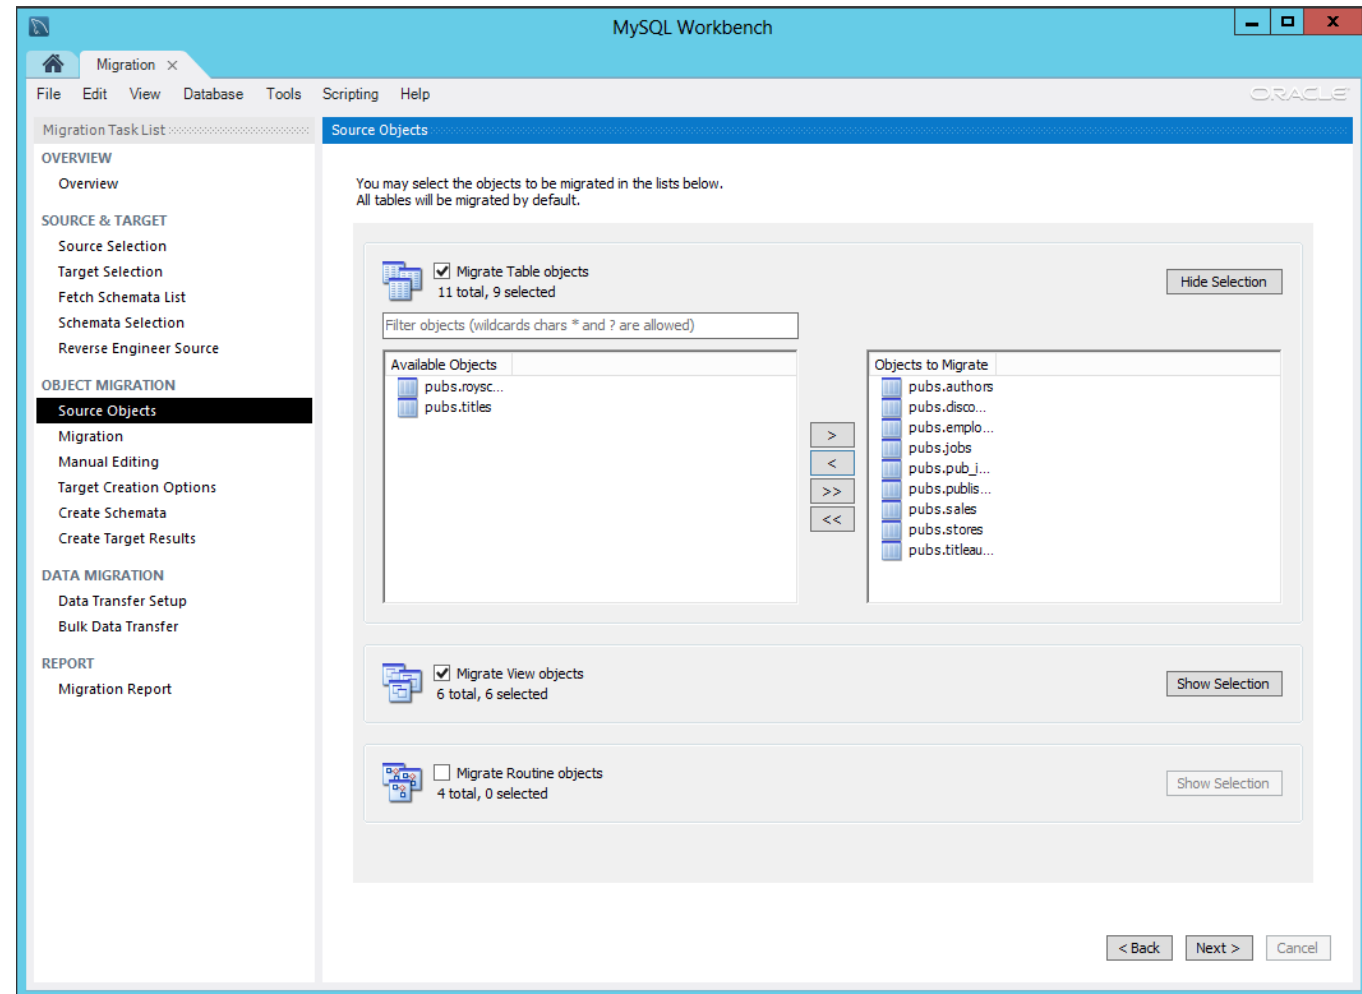 MySQL Workbench
Migration
File Edit View Database Tools Scripting Help
ORACLE
Migration Task List
OVERVIEW
Overview
SOURCE & TARGET
Source Selection
Target Selection
Fetch Schemata List
Schemata Selection
Reverse Engineer Source
OBJECT MIGRATION
Source Objects
Migration
Manual Editing
Target Creation Options
Create Schemata
Create Target Results
DATA MIGRATION
Data Transfer Setup
Bulk Data Transfer
REPORT
Migration Report
Source Objects
You may select the objects to be migrated in the lists below.
All tables will be migrated by default.
Migrate Table objects
11 total, 9 selected
Hide Selection
Filter objects (wildcards chars * and ? are allowed)
Available Objects
pubs.roysc...
pubs.titles
>
<
>>
<<
Objects to Migrate
pubs.authors
pubs.disco...
pubs.emplo...
pubs.jobs
pubs.pub_i...
pubs.publis...
pubs.sales
pubs.stores
pubs.titleau...
Migrate View objects
6 total, 6 selected
Show Selection
Migrate Routine objects
4 total, 0 selected
Show Selection
< Back Next > Cancel